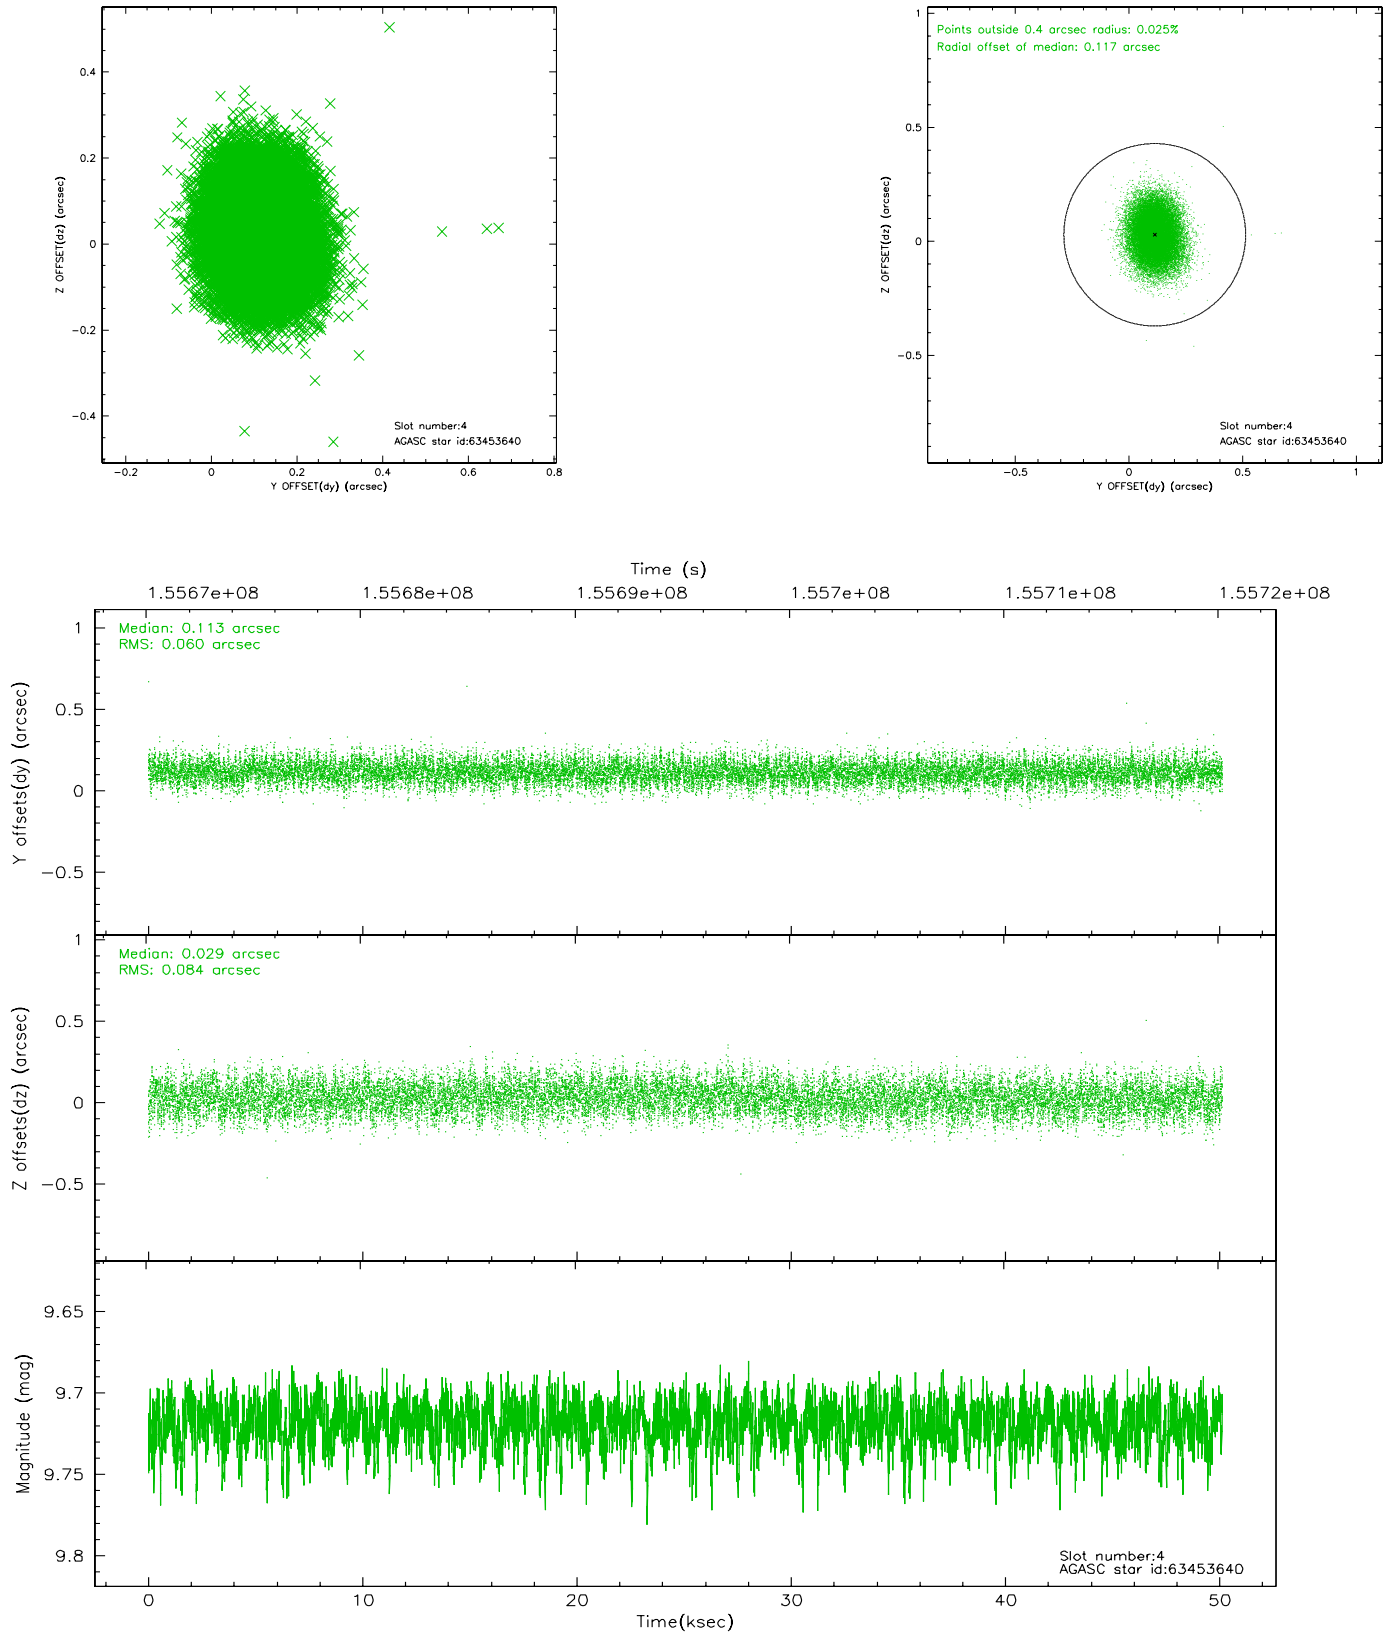 0.4
0.2
0
−0.2
−0.4
Z OFFSET(dz) (arcsec)
Slot number:4
AGASC star id:63453640
−0.2 0 0.2 0.4 0.6 0.8
Y OFFSET(dy) (arcsec)
Points outside 0.4 arcsec radius: 0.025%
Radial offset of median: 0.117 arcsec
1
0.5
0
−0.5
Z OFFSET(dz) (arcsec)
Slot number:4
AGASC star id:63453640
−0.5 0 0.5 1
Y OFFSET(dy) (arcsec)
Time (s)
1.5567e+08 1.5568e+08 1.5569e+08 1.557e+08 1.5571e+08 1.5572e+08
Median: 0.113 arcsec
RMS: 0.060 arcsec
1
0.5
0
−0.5
Y offsets(dy) (arcsec)
Median: 0.029 arcsec
RMS: 0.084 arcsec
1
0.5
0
−0.5
Z offsets(dz) (arcsec)
9.65
9.7
9.75
9.8
Magnitude (mag)
Slot number:4
AGASC star id:63453640
0 10 20 30 40 50
Time(ksec)